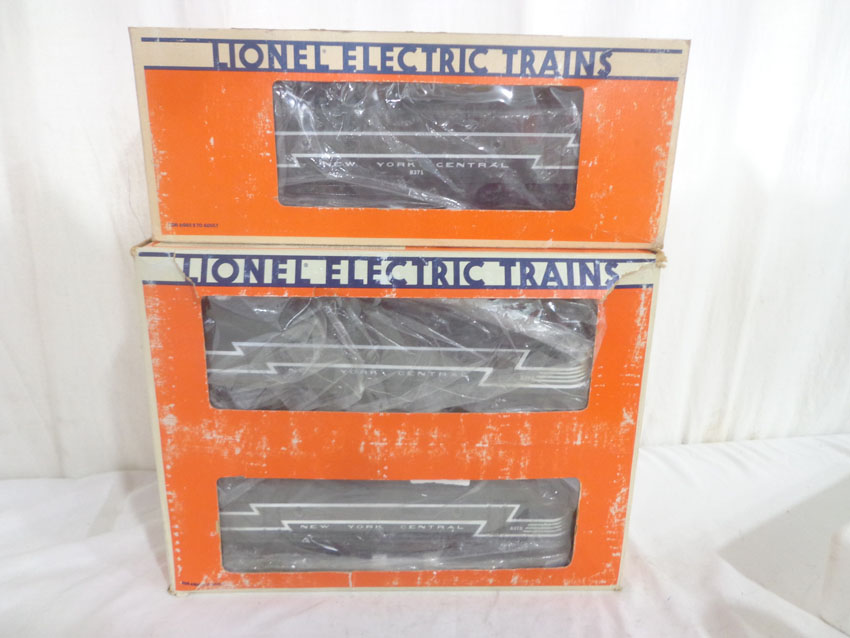 LIONEL ELECTRIC TRAINS
NEW YORK CENTRAL
8371
LIONEL ELECTRIC TRAINS
YORK CENTRAL
NEW YORK CENTRAL